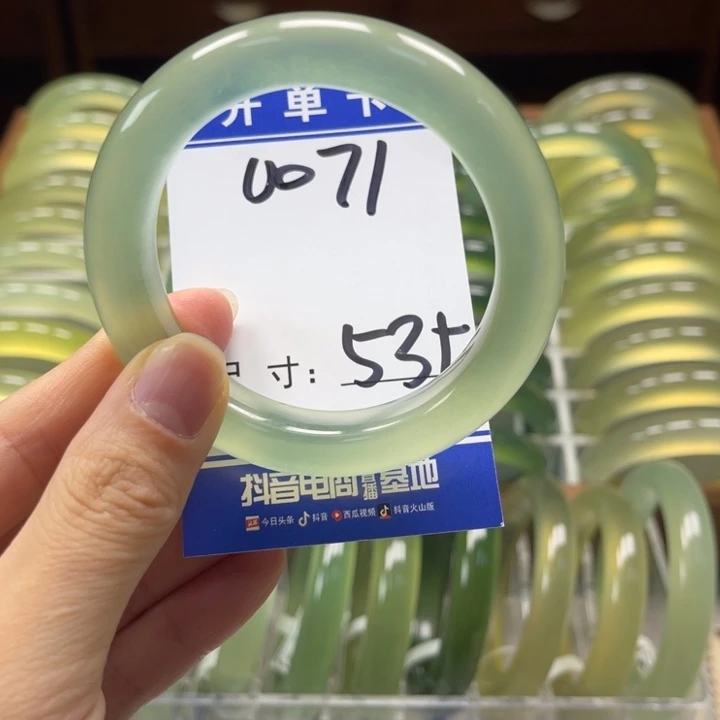 开单卡
0071
尺寸: 535
抖音电商直播基地
今日头条 抖音 西瓜视频 抖音火山版